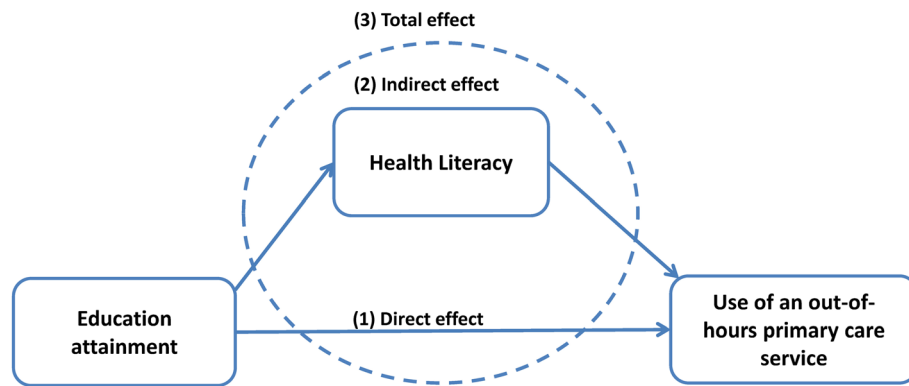 (3) Total effect
(2) Indirect effect
Health Literacy
(1) Direct effect
Education
attainment
Use of an out-of-
hours primary care
service